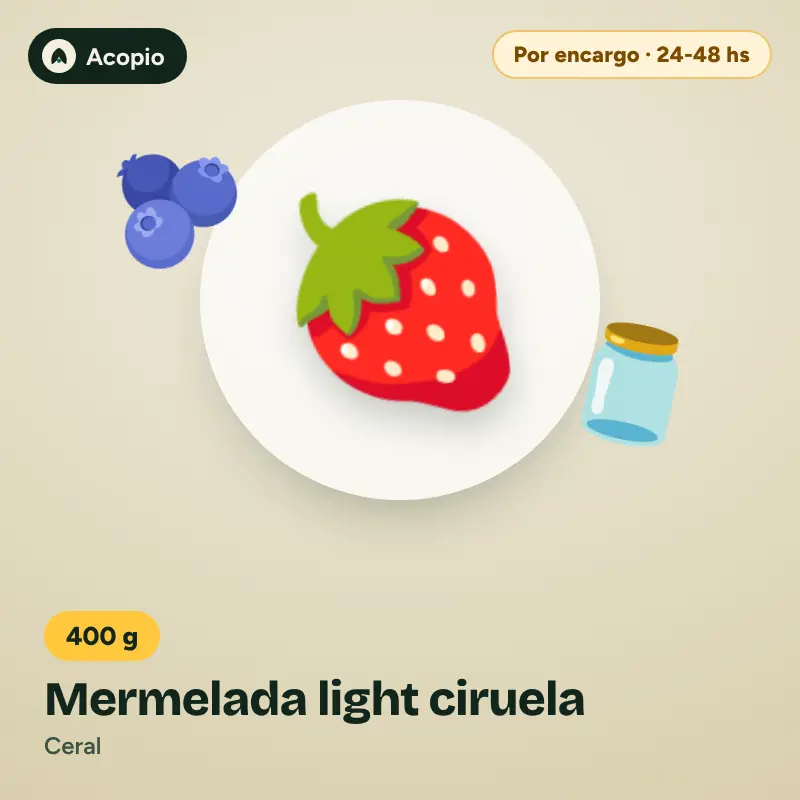 Acopio
Por encargo · 24-48 hs
400 g
Mermelada light ciruela
Ceral